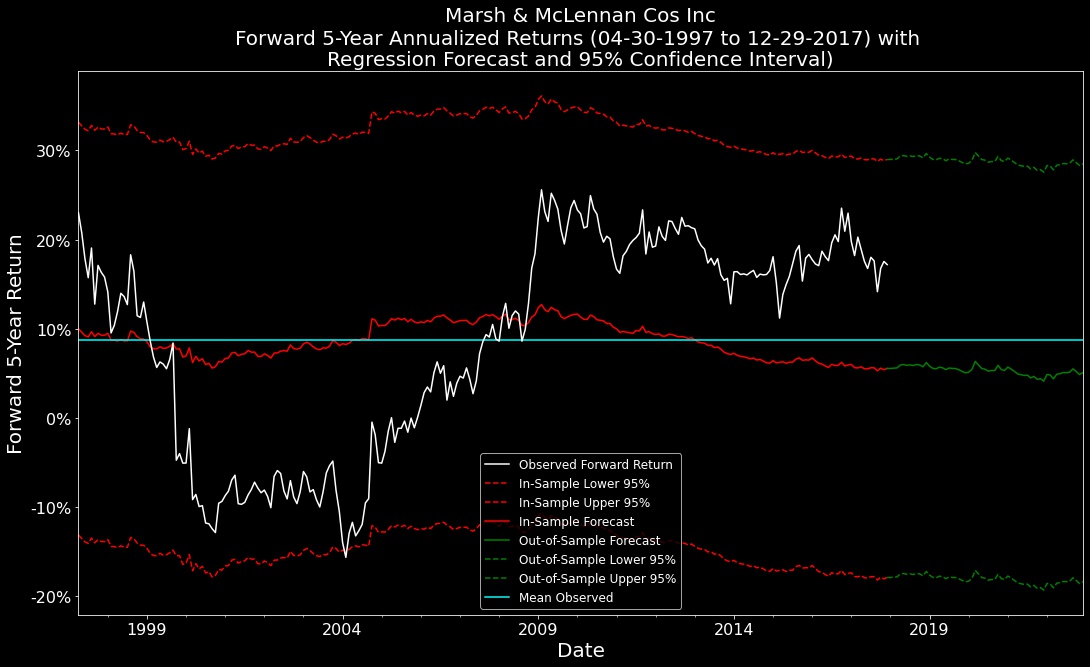 Marsh & McLennan Cos Inc
Forward 5-Year Annualized Returns (04-30-1997 to 12-29-2017) with
Regression Forecast and 95% Confidence Interval)
Forward 5-Year Return
30%
20%
10%
0%
-10%
-20%
Observed Forward Return
In-Sample Lower 95%
In-Sample Upper 95%
In-Sample Forecast
Out-of-Sample Forecast
Out-of-Sample Lower 95%
Out-of-Sample Upper 95%
Mean Observed
1999 2004 2009 2014 2019
Date